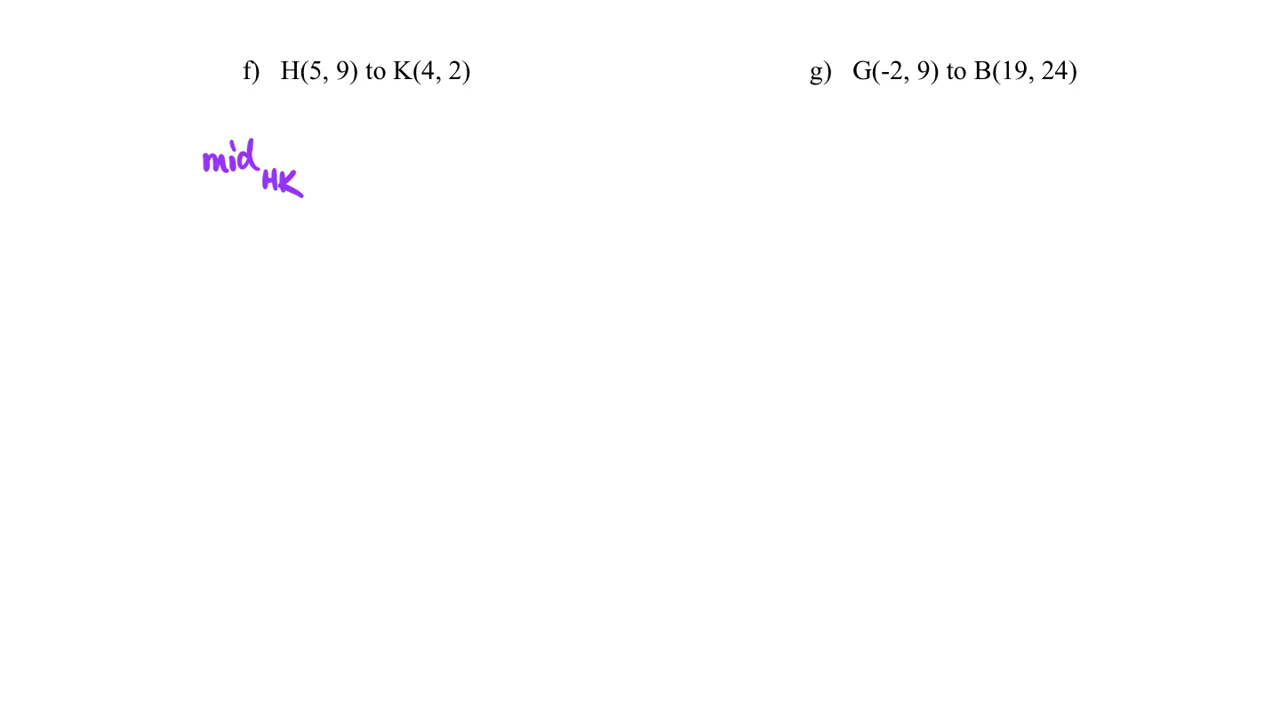 f) H(5, 9) to K(4, 2)
g) G(-2, 9) to B(19, 24)
mid HK